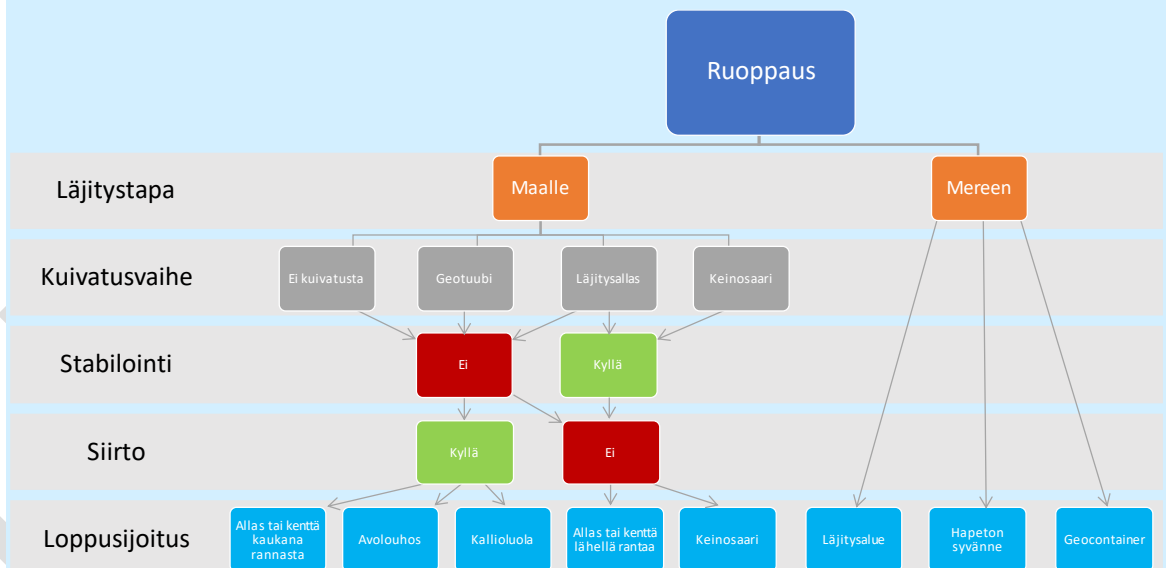 Ruoppaus
Läjitystapa
Maalle
Mereen
Kuivatusvaihe
Ei kuivatusta
Geotuubi
Läjitysallas
Keinosaari
Stabilointi
Ei
Kyllä
Siirto
Kyllä
Ei
Loppusijoitus
Allas tai kenttä
kaukana
rannasta
Avolouhos
Kallioluola
Allas tai kenttä
lähellä rantaa
Keinosaari
Läjitysalue
Hapeton
syvänne
Geocontainer